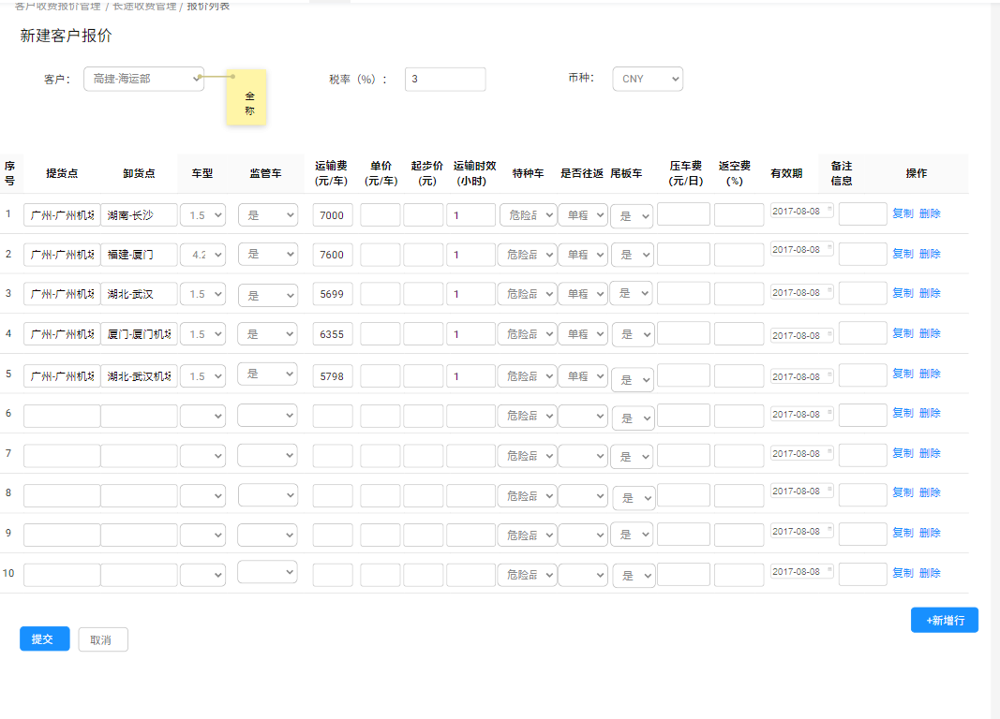 客户收费报价管理 / 长途收费管理 / 报价列表
新建客户报价
客户： 高捷-海运部 税率（%）： 3 币种： CNY
全
称
序号 提货点 卸货点 车型 监管车 运输费(元/车) 单价(元/车) 起步价(元) 运输时效(小时) 特种车 是否往返 尾板车 压车费(元/日) 返空费(%) 有效期 备注信息 操作
1 广州-广州机场 湖南-长沙 1.5 是 7000 1 危险品 单程 是 2017-08-08 复制 删除
2 广州-广州机场 福建-厦门 4.2 是 7600 1 危险品 单程 是 2017-08-08 复制 删除
3 广州-广州机场 湖北-武汉 1.5 是 5699 1 危险品 单程 是 2017-08-08 复制 删除
4 广州-广州机场 厦门-厦门机场 1.5 是 6355 1 危险品 单程 是 2017-08-08 复制 删除
5 广州-广州机场 湖北-武汉机场 1.5 是 5798 1 危险品 单程 是 2017-08-08 复制 删除
6 危险品 是 2017-08-08 复制 删除
7 危险品 是 2017-08-08 复制 删除
8 危险品 是 2017-08-08 复制 删除
9 危险品 是 2017-08-08 复制 删除
10 危险品 是 2017-08-08 复制 删除
+新增行
提交 取消